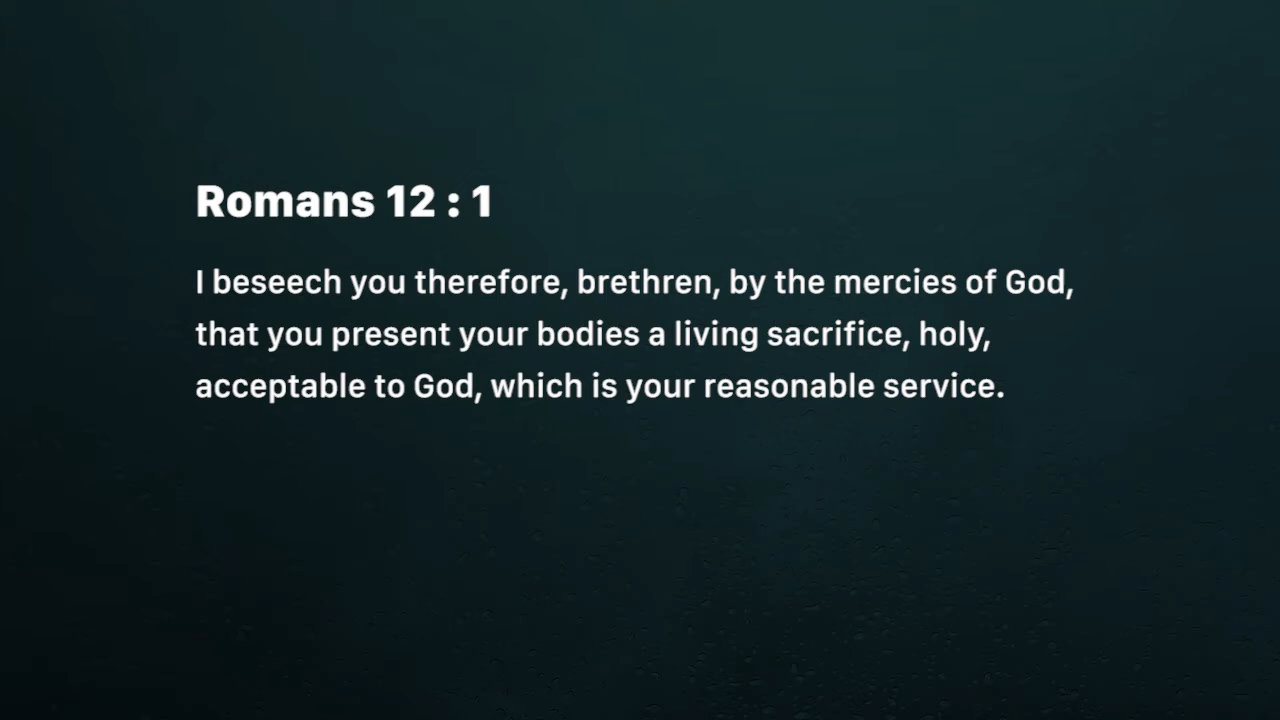 Romans 12 : 1
I beseech you therefore, brethren, by the mercies of God,
that you present your bodies a living sacrifice, holy,
acceptable to God, which is your reasonable service.